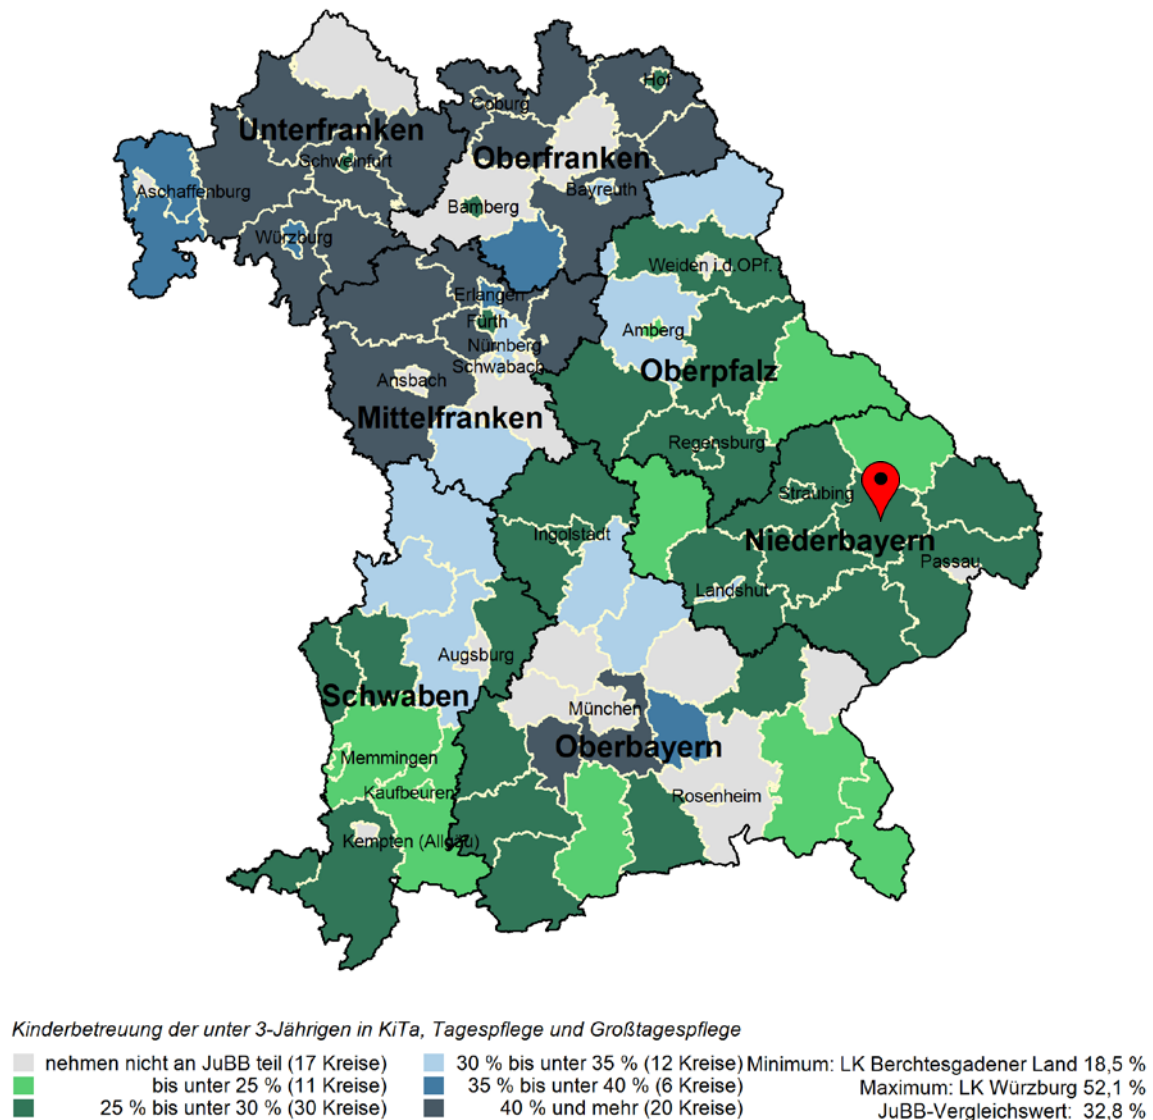 Hof
Coburg
Unterfranken
Schweinfurt
Oberfranken
Aschaffenburg
Bayreuth
Bamberg
Würzburg
Weiden i.d.OPf.
Erlangen
Fürth
Amberg
Nürnberg
Schwabach
Oberpfalz
Ansbach
Mittelfranken
Regensburg
Straubing
Ingolstadt
Niederbayern
Passau
Landshut
Augsburg
Schwaben
München
Oberbayern
Memmingen
Kaufbeuren
Rosenheim
Kempten (Allgäu)
Kinderbetreuung der unter 3-Jährigen in KiTa, Tagespflege und Großtagespflege
nehmen nicht an JuBB teil (17 Kreise) 30 % bis unter 35 % (12 Kreise) Minimum: LK Berchtesgadener Land 18,5 %
bis unter 25 % (11 Kreise) 35 % bis unter 40 % (6 Kreise) Maximum: LK Würzburg 52,1 %
25 % bis unter 30 % (30 Kreise) 40 % und mehr (20 Kreise) JuBB-Vergleichswert: 32,8 %